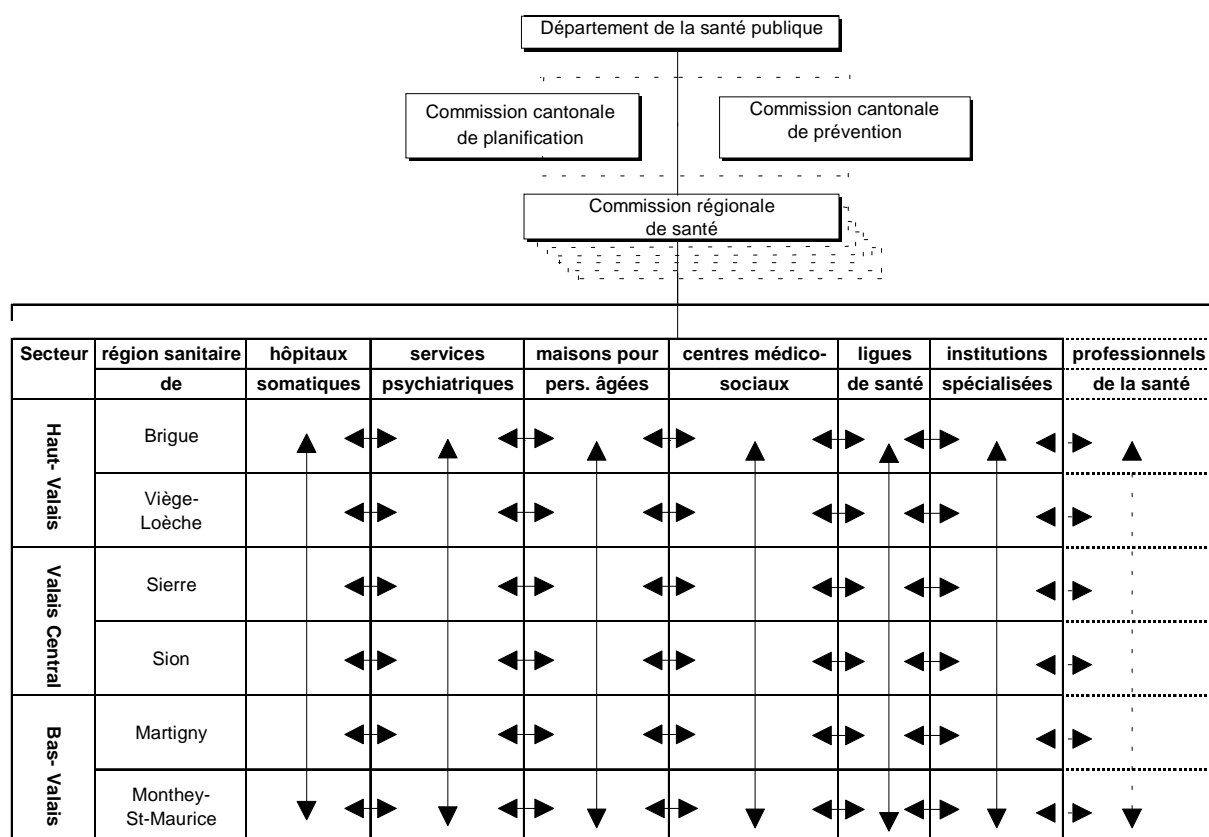 Département de la santé publique
Commission cantonale
de planification
Commission cantonale
de prévention
Commission régionale
de santé
Secteur région sanitaire hôpitaux services maisons pour centres médico- ligues institutions professionnels
de somatiques psychiatriques pers. âgées sociaux de santé spécialisées de la santé
Haut- Valais
Brigue
Viège-
Loèche
Valais Central
Sierre
Sion
Bas- Valais
Martigny
Monthey-
St-Maurice